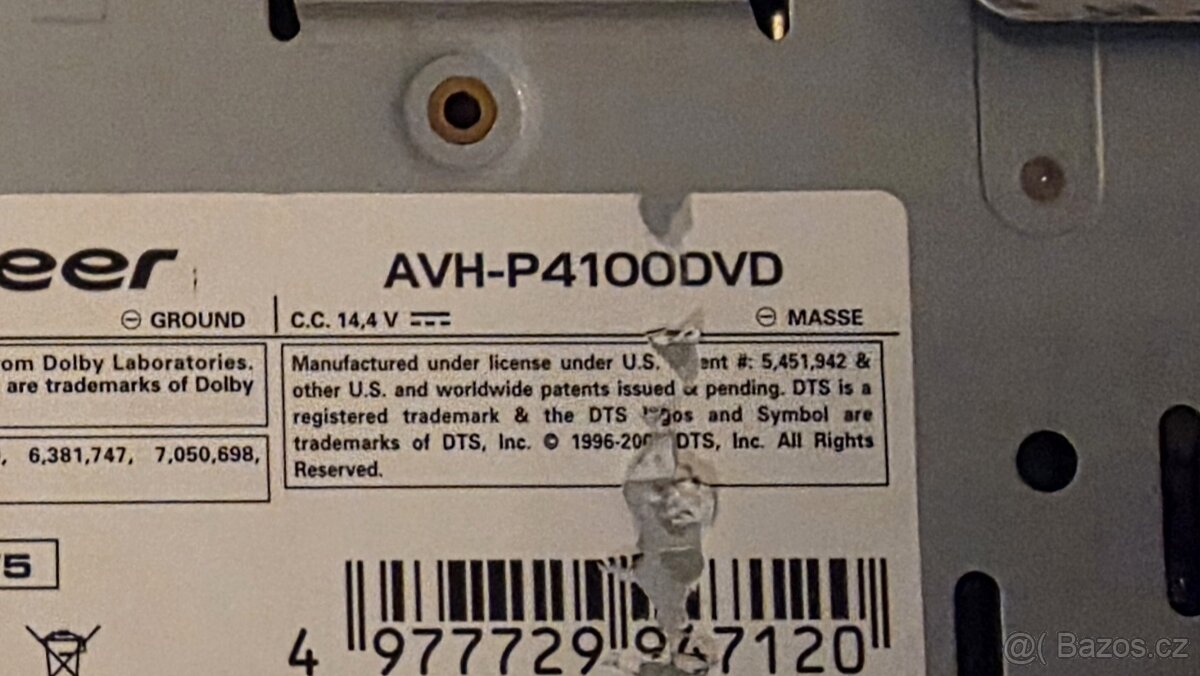 eer AVH-P4100DVD
⊖ GROUND C.C. 14,4 V ⊖ MASSE
om Dolby Laboratories.
are trademarks of Dolby
Manufactured under license under U.S. ent #: 5,451,942 &
other U.S. and worldwide patents issued & pending. DTS is a
registered trademark & the DTS and Symbol are
trademarks of DTS, Inc. © 1996-20 DTS, Inc. All Rights
Reserved.
, 6,381,747, 7,050,698,
5
4 977729 947120
@( Bazos.cz